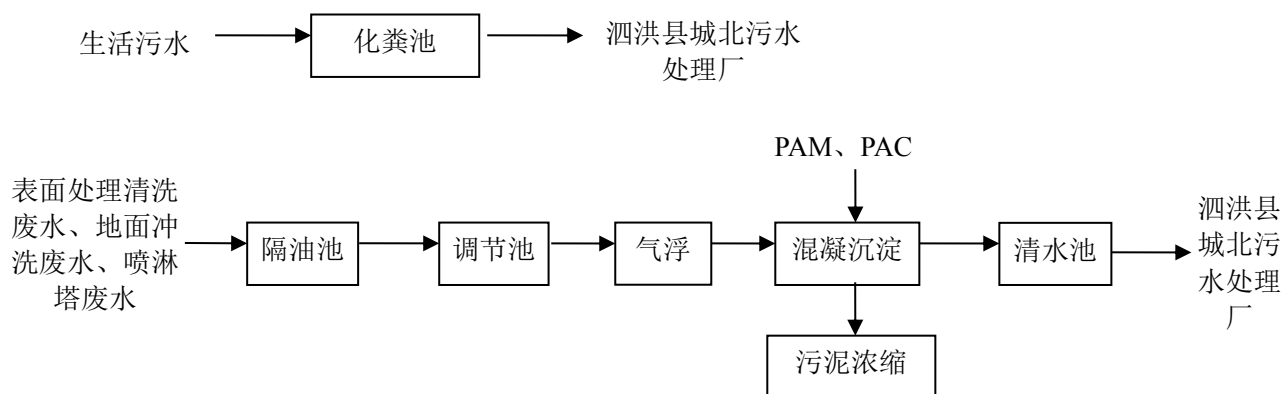 生活污水
化粪池
泗洪县城北污水
处理厂
PAM、PAC
表面处理清洗
废水、地面冲
洗废水、喷淋
塔废水
隔油池
调节池
气浮
混凝沉淀
清水池
泗洪县
城北污
水处理
厂
污泥浓缩